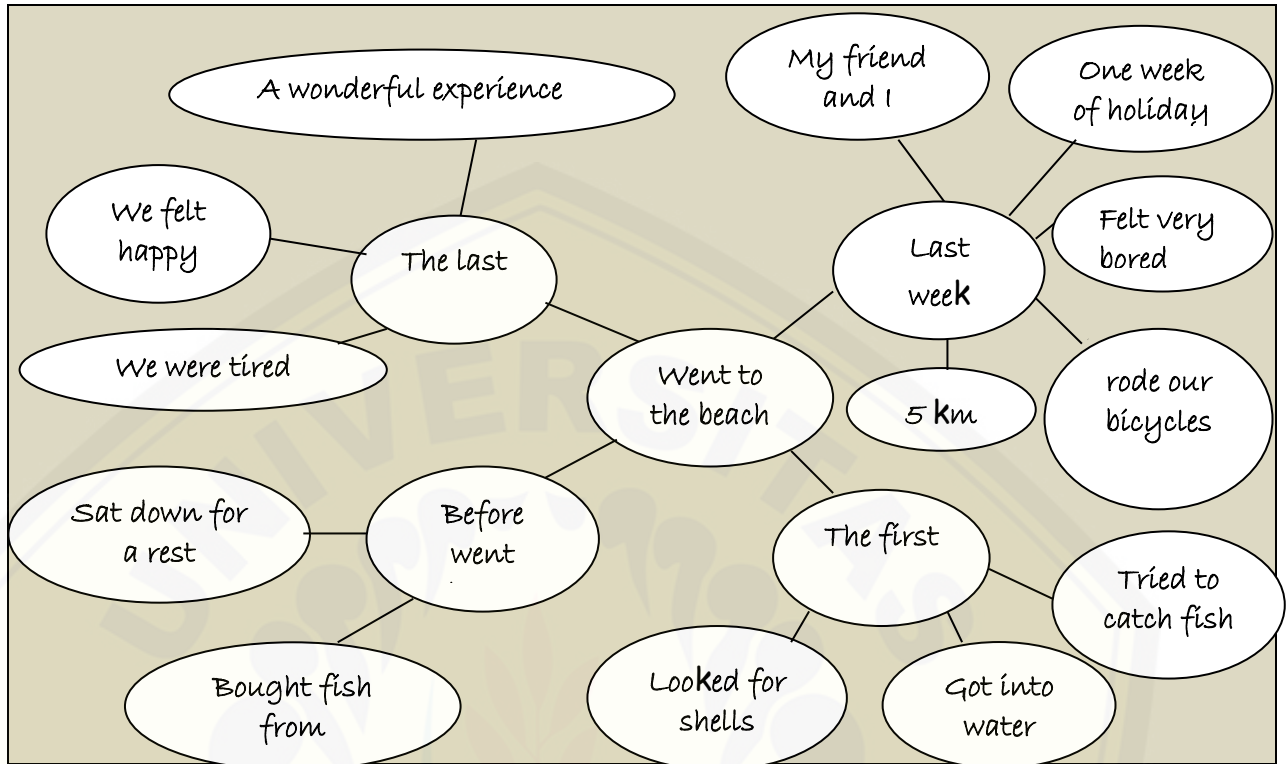 A wonderful experience
My friend
and I
One week
of holiday
We felt
happy
The last
Last
week
Felt very
bored
We were tired
Went to
the beach
5 km
rode our
bicycles
Sat down for
a rest
Before
went
The first
Tried to
catch fish
Bought fish
from
Looked for
shells
Got into
water
UNIVERSITAS